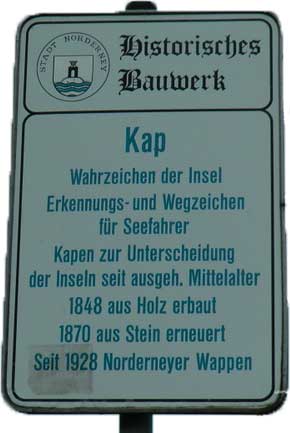 STADT NORDERNEY
Historisches
Bauwerk
Kap
Wahrzeichen der Insel
Erkennungs- und Wegzeichen
für Seefahrer
Kapen zur Unterscheidung
der Inseln seit ausgeh. Mittelalter
1848 aus Holz erbaut
1870 aus Stein erneuert
Seit 1928 Norderneyer Wappen